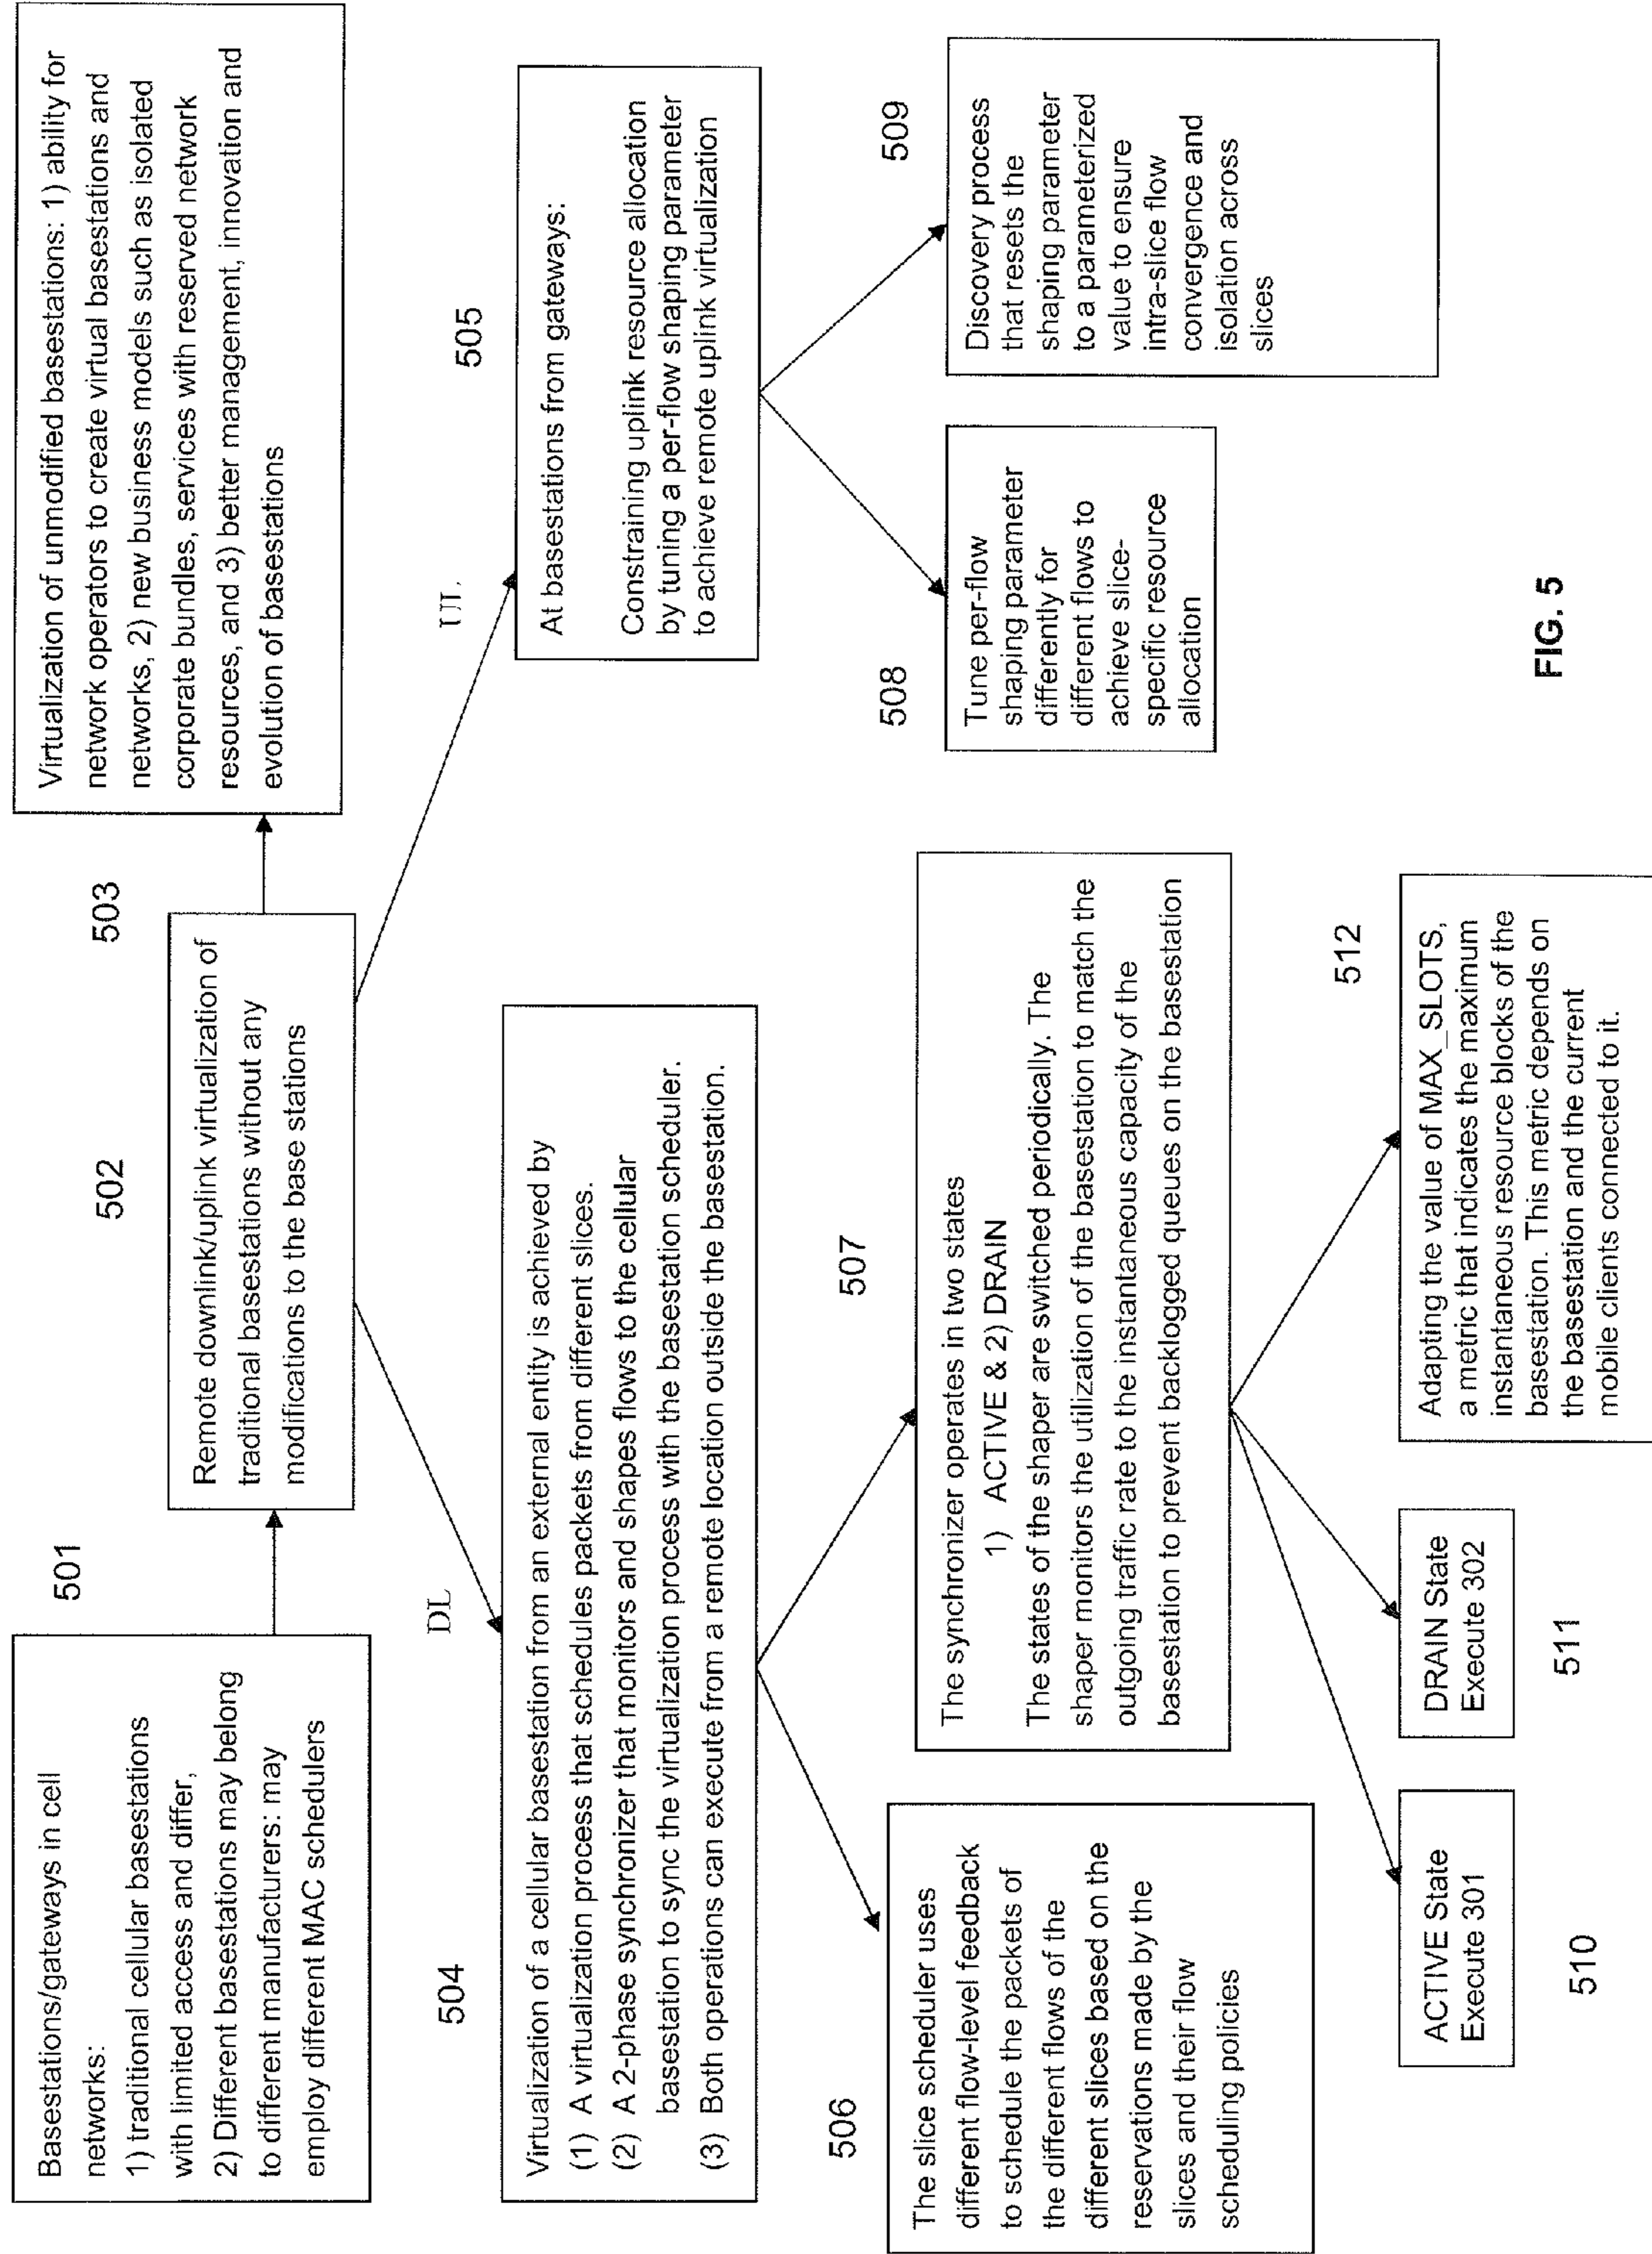 501
Basestations/gateways in cell
networks:
1) traditional cellular basestations
with limited access and differ,
2) Different basestations may belong
to different manufacturers: may
employ different MAC schedulers
502
Remote downlink/uplink virtualization of
traditional basestations without any
modifications to the base stations
503
Virtualization of unmodified basestations: 1) ability for
network operators to create virtual basestations and
networks, 2) new business models such as isolated
corporate bundles, services with reserved network
resources, and 3) better management, innovation and
evolution of basestations
DL
UL
504
Virtualization of a cellular basestation from an external entity is achieved by
(1) A virtualization process that schedules packets from different slices.
(2) A 2-phase synchronizer that monitors and shapes flows to the cellular
basestation to sync the virtualization process with the basestation scheduler.
(3) Both operations can execute from a remote location outside the basestation.
505
At basestations from gateways:
Constraining uplink resource allocation
by tuning a per-flow shaping parameter
to achieve remote uplink virtualization
506
The slice scheduler uses
different flow-level feedback
to schedule the packets of
the different flows of the
different slices based on the
reservations made by the
slices and their flow
scheduling policies
507
The synchronizer operates in two states
1) ACTIVE & 2) DRAIN
The states of the shaper are switched periodically. The
shaper monitors the utilization of the basestation to match the
outgoing traffic rate to the instantaneous capacity of the
basestation to prevent backlogged queues on the basestation
508
Tune per-flow
shaping parameter
differently for
different flows to
achieve slice-
specific resource
allocation
509
Discovery process
that resets the
shaping parameter
to a parameterized
value to ensure
intra-slice flow
convergence and
isolation across
slices
ACTIVE State
Execute 301
510
DRAIN State
Execute 302
511
512
Adapting the value of MAX_SLOTS,
a metric that indicates the maximum
instantaneous resource blocks of the
basestation. This metric depends on
the basestation and the current
mobile clients connected to it.
FIG. 5